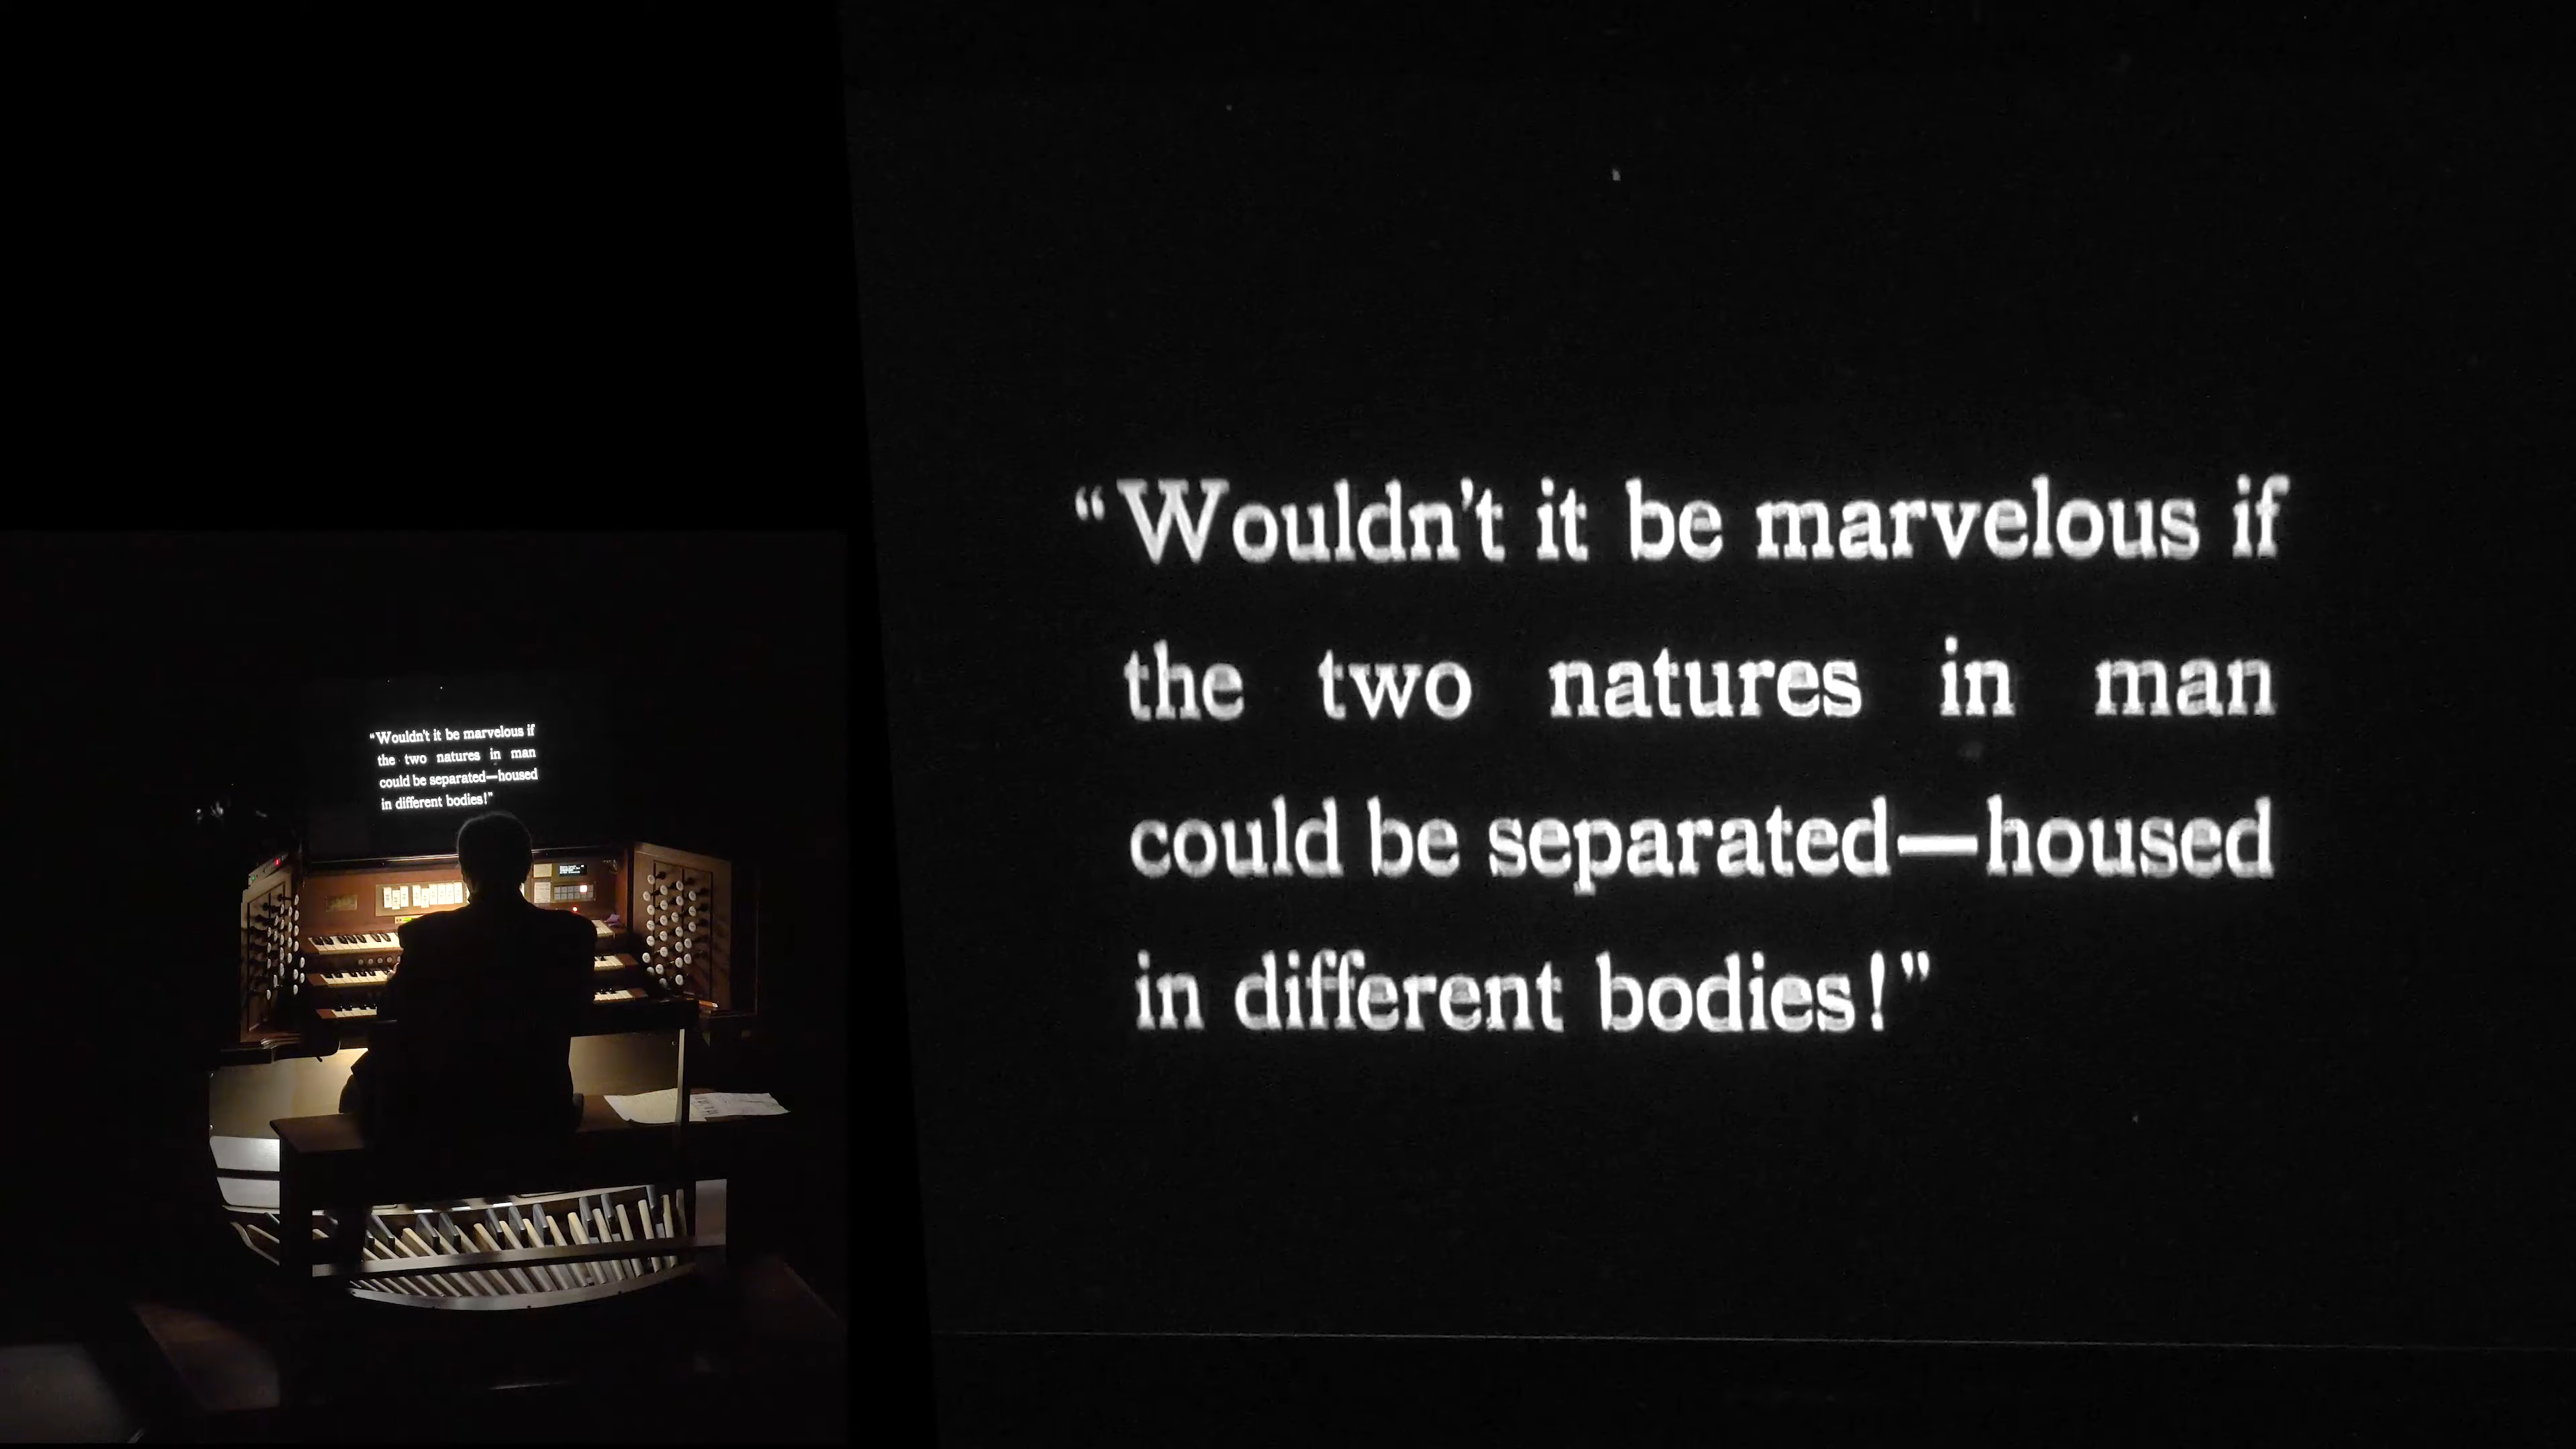 “Wouldn't it be marvelous if
the two natures in man
could be separated—housed
in different bodies!”
“Wouldn't it be marvelous if
the two natures in man
could be separated—housed
in different bodies!”